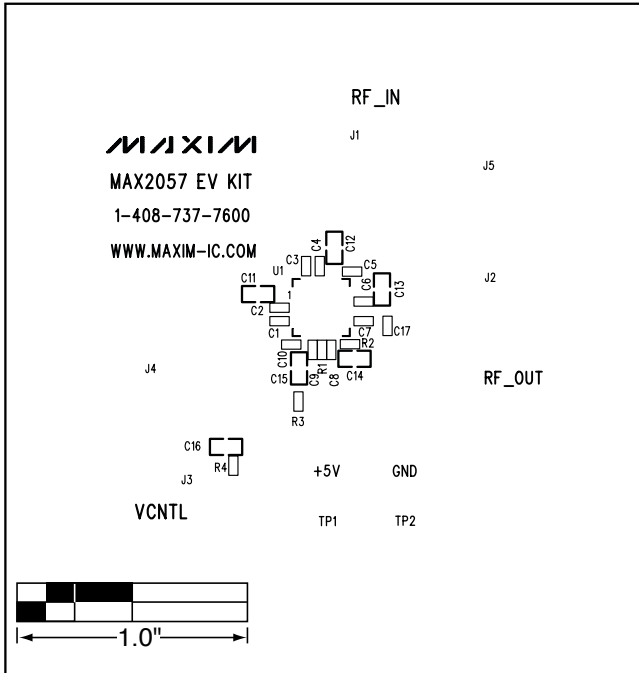 RF_IN
J1
MAXIM
J5
MAX2057 EV KIT
1-408-737-7600
WWW.MAXIM-IC.COM
C4
C12
C3
U1
C5
J2
C11
1
C6
C13
C2
C1
C7
C17
R2
C10
R1
C14
C15
C9
C8
J4
RF_OUT
R3
C16
R4
+5V
GND
J3
VCNTL
TP1
TP2
1.0"